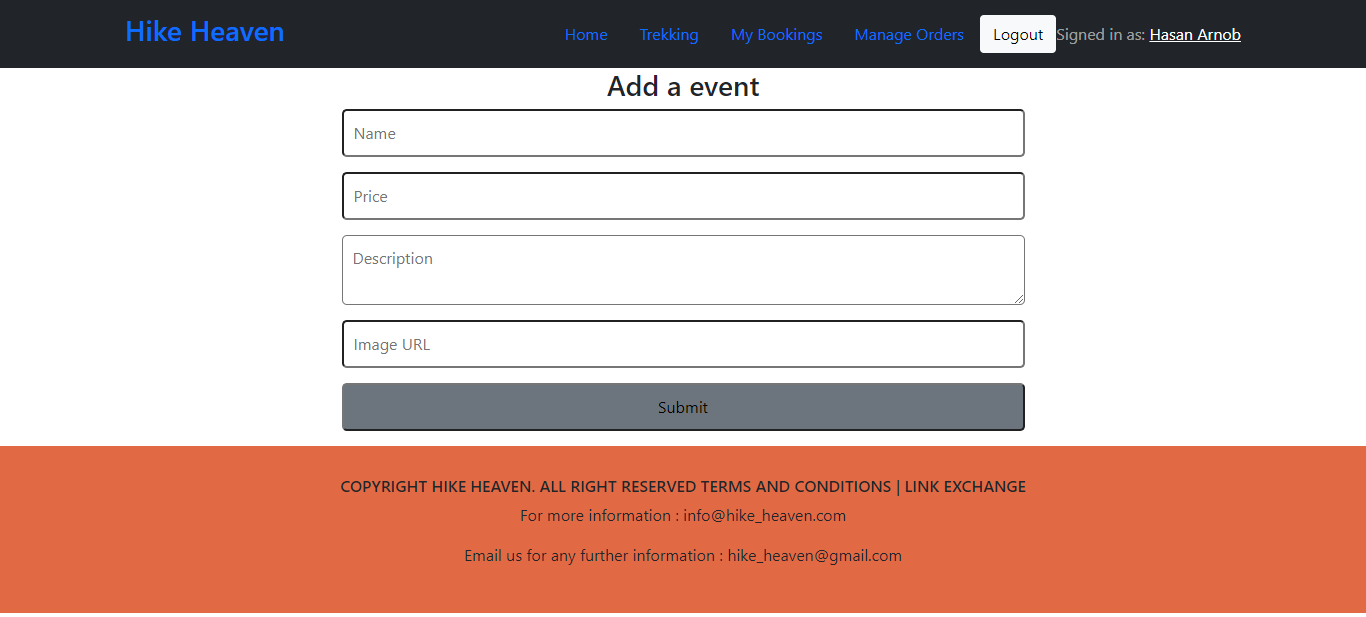 Hike Heaven Home Trekking My Bookings Manage Orders Logout Signed in as: Hasan Arnob
Add a event
Name
Price
Description
Image URL
Submit
COPYRIGHT HIKE HEAVEN. ALL RIGHT RESERVED TERMS AND CONDITIONS | LINK EXCHANGE
For more information : info@hike_heaven.com
Email us for any further information : hike_heaven@gmail.com